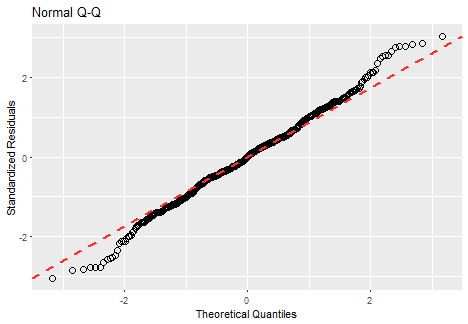 Normal Q-Q
Standardized Residuals
2
0
-2
-2
0
2
Theoretical Quantiles